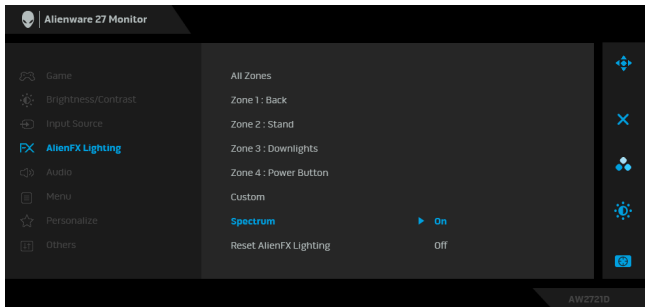 Alienware 27 Monitor
Game
Brightness/Contrast
Input Source
FX AlienFX Lighting
Audio
Menu
Personalize
Others
All Zones
Zone 1 : Back
Zone 2 : Stand
Zone 3 : Downlights
Zone 4 : Power Button
Custom
Spectrum On
Reset AlienFX Lighting Off
AW2721D